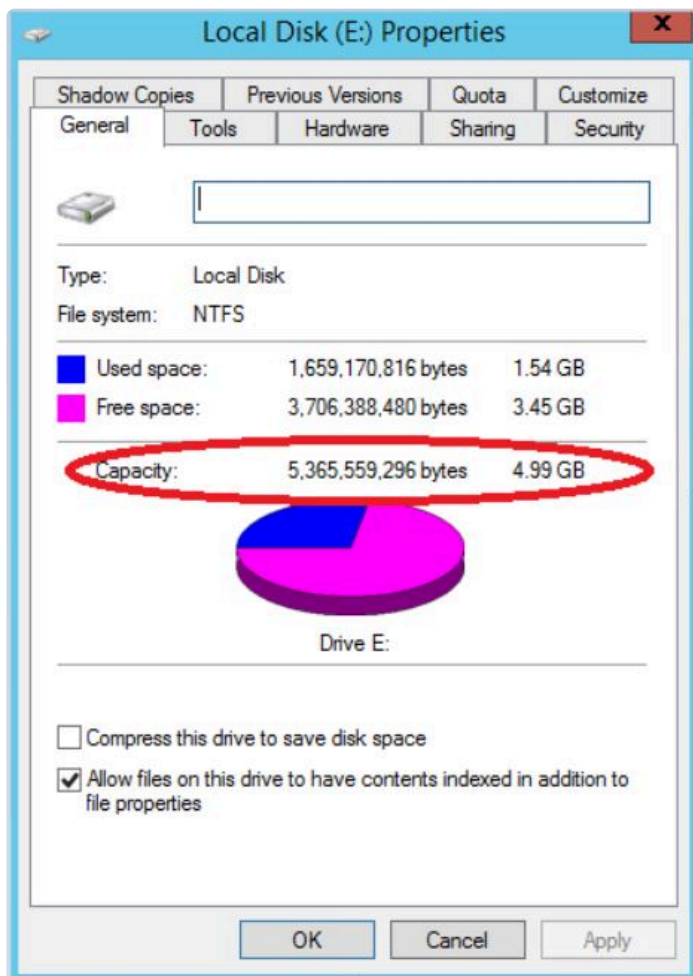 Local Disk (E:) Properties
X
Shadow Copies Previous Versions Quota Customize
General Tools Hardware Sharing Security
Type: Local Disk
File system: NTFS
Used space: 1,659,170,816 bytes 1.54 GB
Free space: 3,706,388,480 bytes 3.45 GB
Capacity: 5,365,559,296 bytes 4.99 GB
Drive E:
Compress this drive to save disk space
Allow files on this drive to have contents indexed in addition to
file properties
OK Cancel Apply